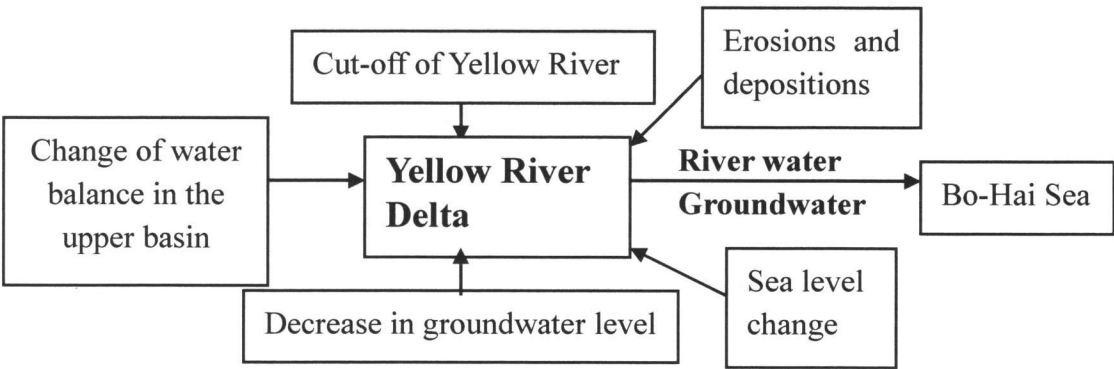 Cut-off of Yellow River
Erosions and
depositions
Change of water
balance in the
upper basin
Yellow River
Delta
River water
Groundwater
Bo-Hai Sea
Decrease in groundwater level
Sea level
change